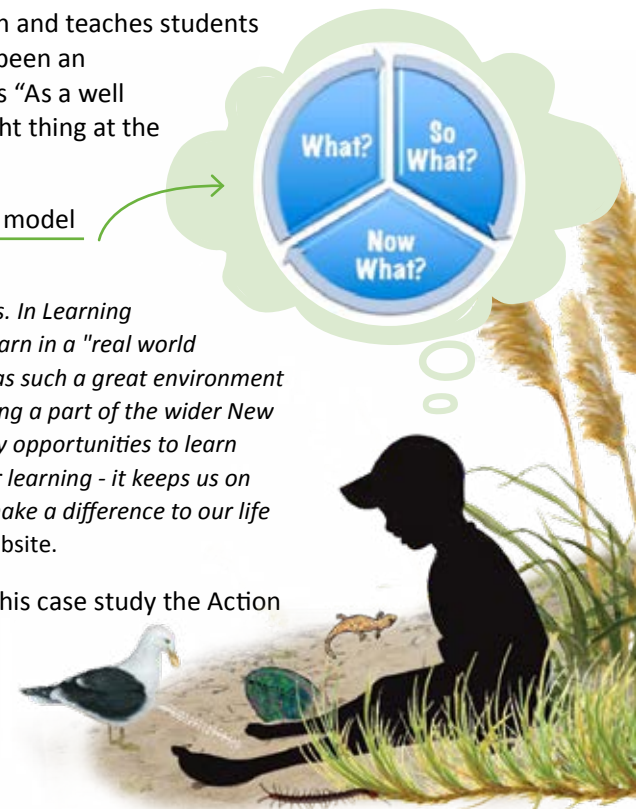 n and teaches students
been an
s “As a well
ht thing at the
model
What?
So
What?
Now
What?
s. In Learning
arn in a "real world
as such a great environment
ng a part of the wider New
y opportunities to learn
r learning - it keeps us on
ake a difference to our life
bsite.
his case study the Action